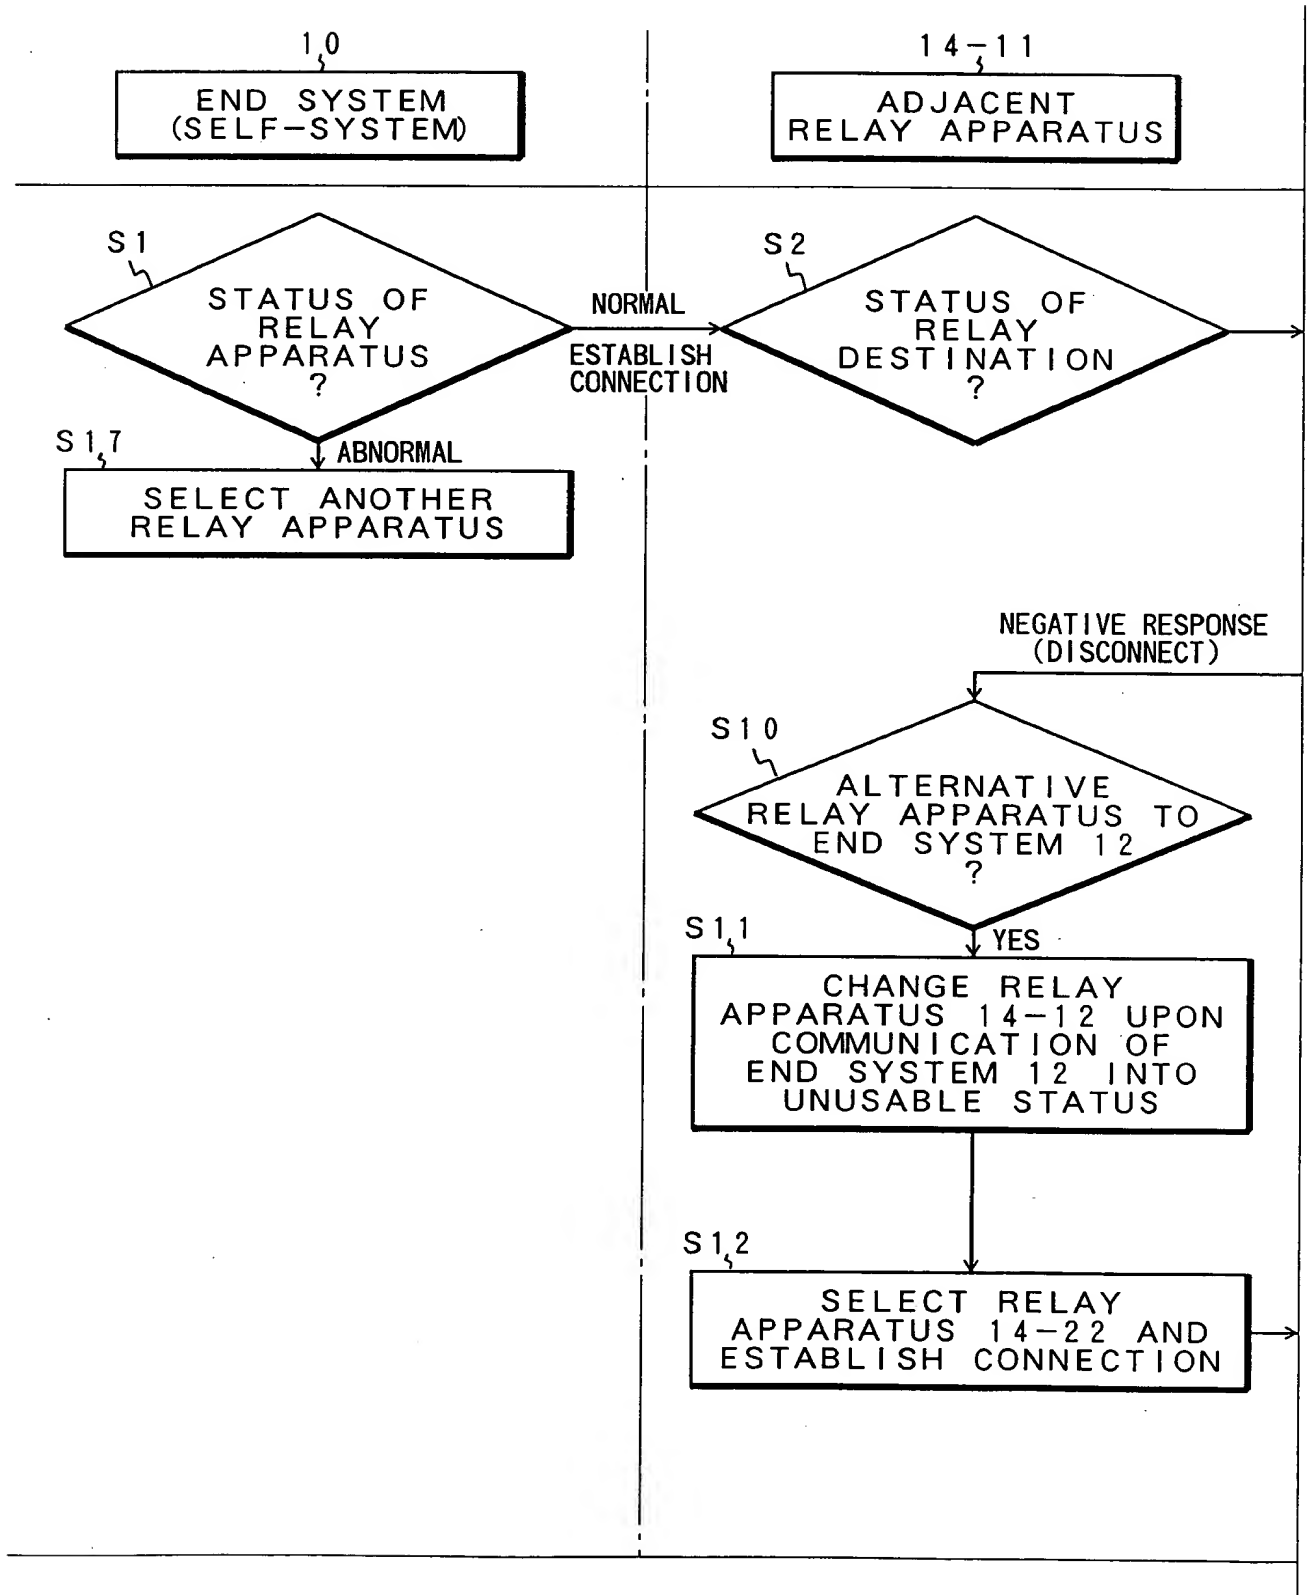 10
END SYSTEM
(SELF-SYSTEM)
14-11
ADJACENT
RELAY APPARATUS
S1
STATUS OF
RELAY
APPARATUS
?
NORMAL
ESTABLISH
CONNECTION
S2
STATUS OF
RELAY
DESTINATION
?
ABNORMAL
S17
SELECT ANOTHER
RELAY APPARATUS
NEGATIVE RESPONSE
(DISCONNECT)
S10
ALTERNATIVE
RELAY APPARATUS TO
END SYSTEM 12
?
YES
S11
CHANGE RELAY
APPARATUS 14-12 UPON
COMMUNICATION OF
END SYSTEM 12 INTO
UNUSABLE STATUS
S12
SELECT RELAY
APPARATUS 14-22 AND
ESTABLISH CONNECTION